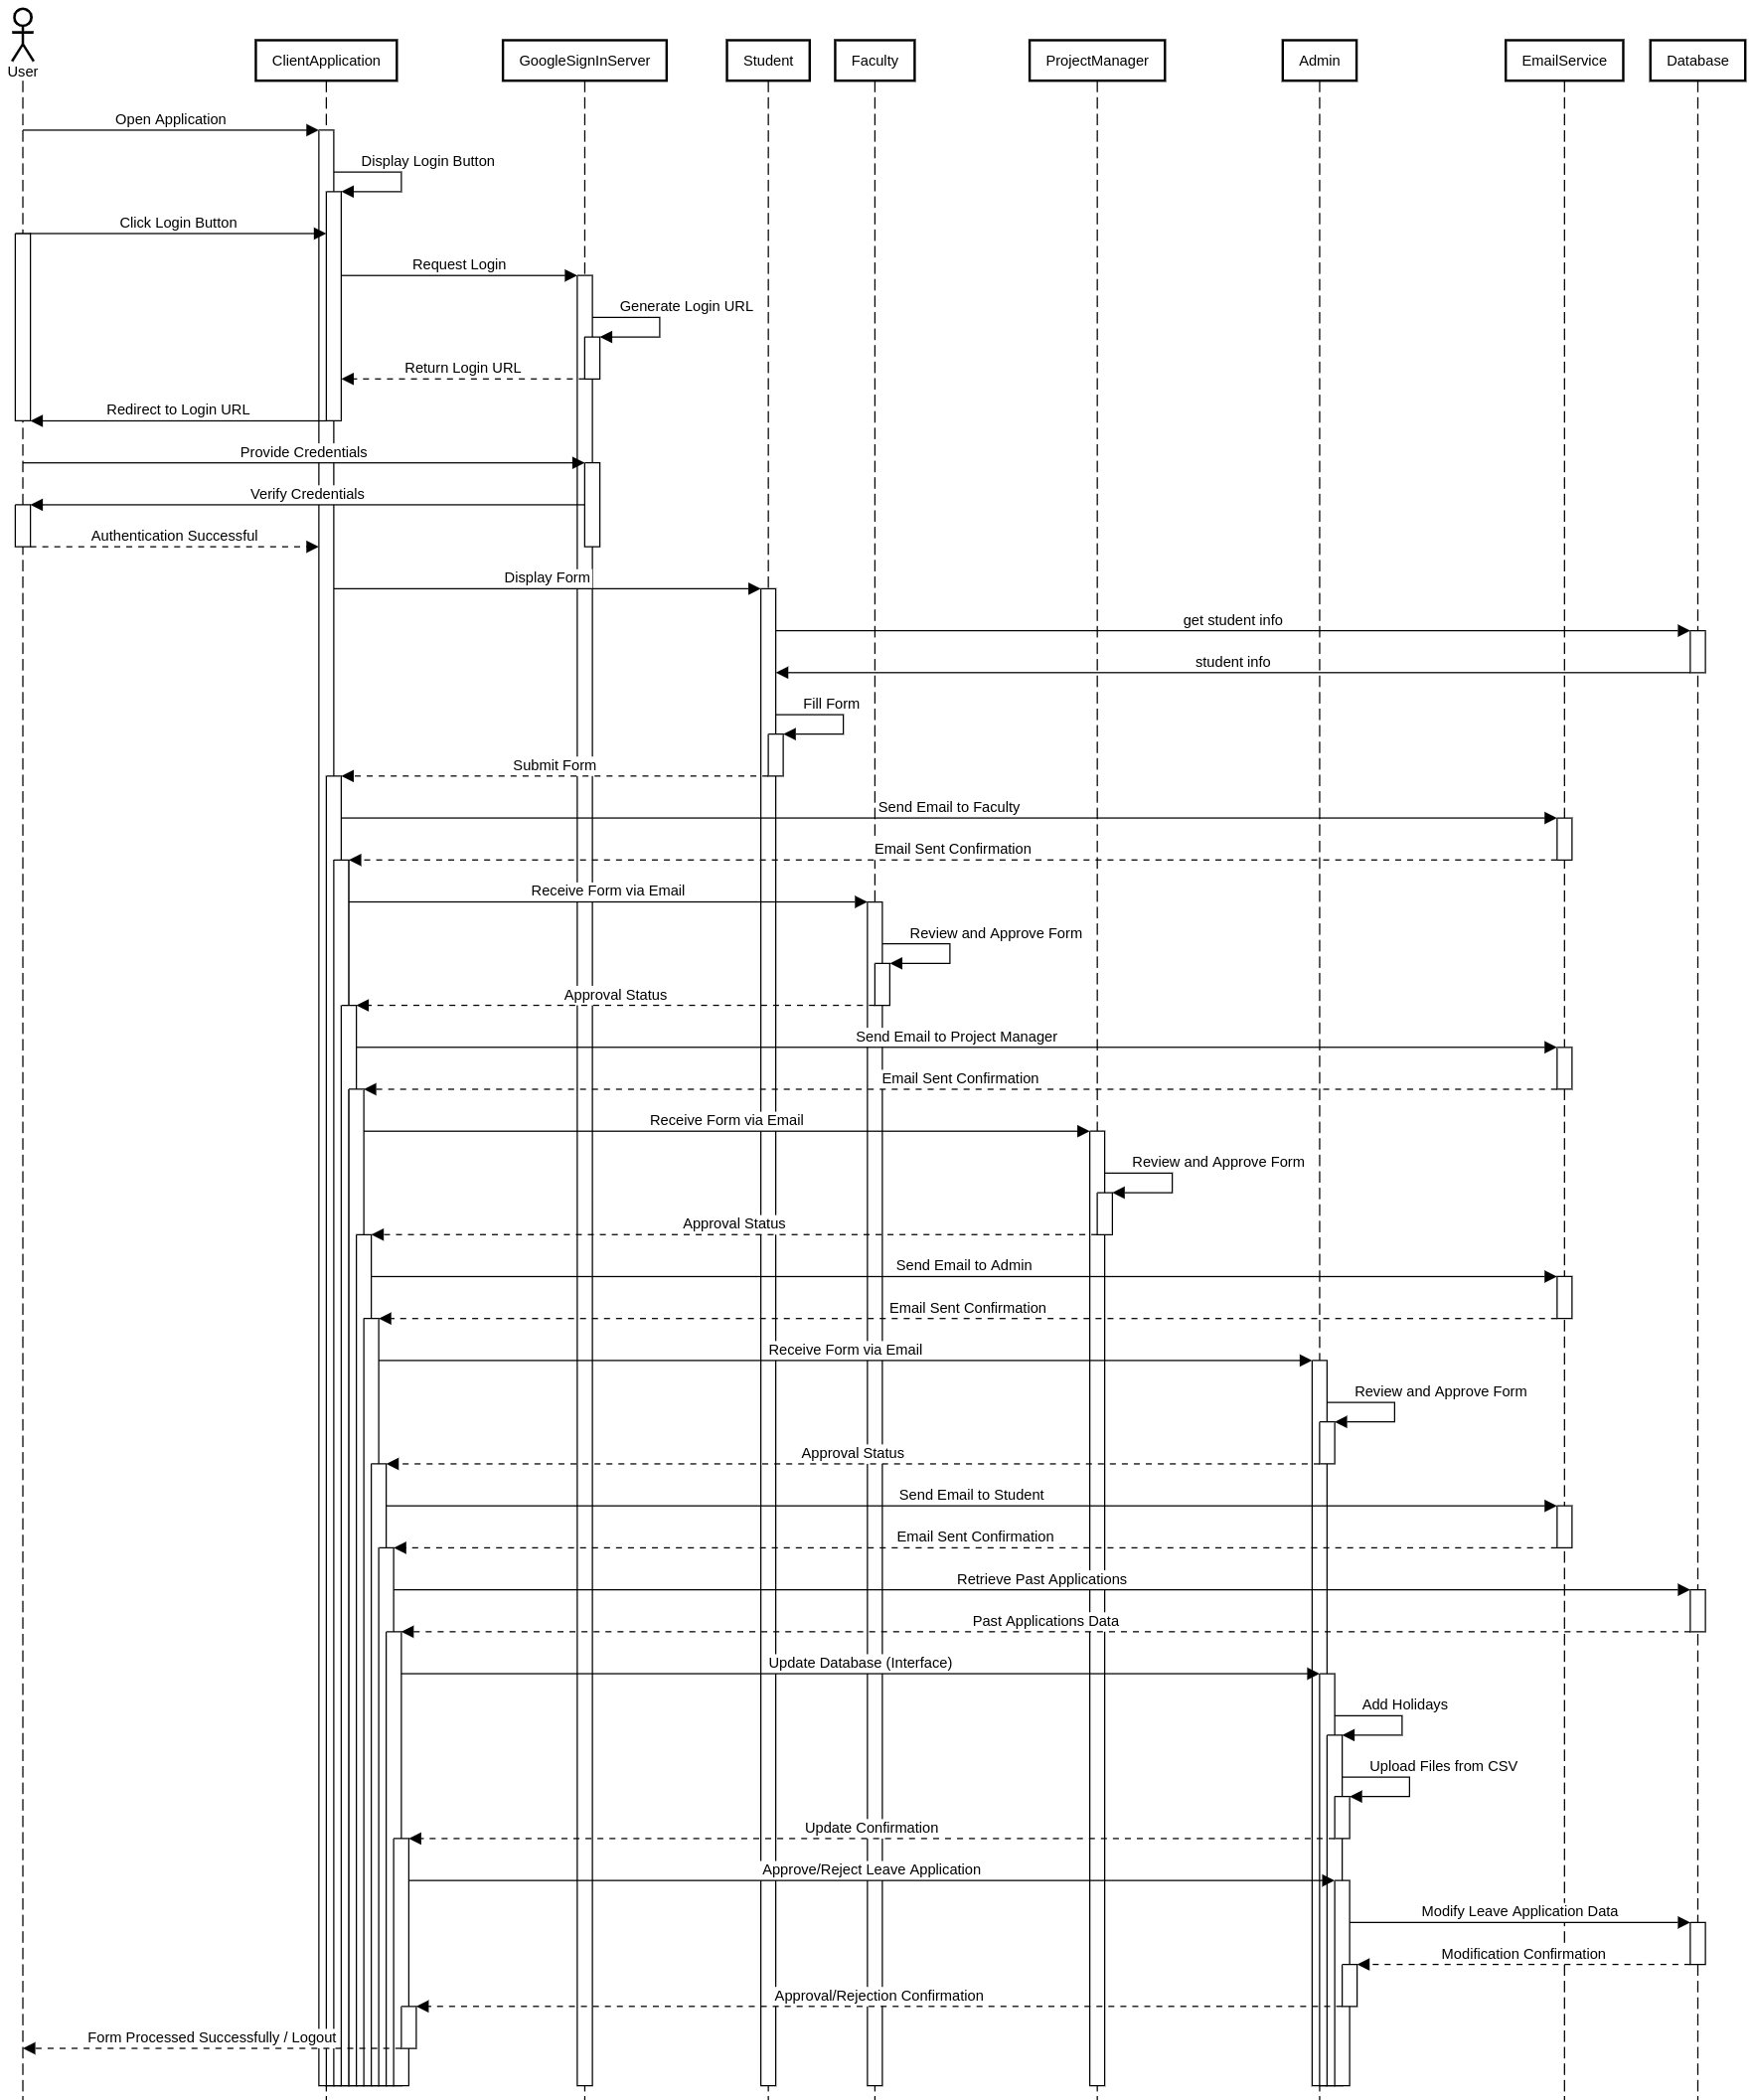 User
ClientApplication
GoogleSignInServer
Student
Faculty
ProjectManager
Admin
EmailService
Database
Open Application
Display Login Button
Click Login Button
Request Login
Generate Login URL
Return Login URL
Redirect to Login URL
Provide Credentials
Verify Credentials
Authentication Successful
Display Form
get student info
student info
Fill Form
Submit Form
Send Email to Faculty
Email Sent Confirmation
Receive Form via Email
Review and Approve Form
Approval Status
Send Email to Project Manager
Email Sent Confirmation
Receive Form via Email
Review and Approve Form
Approval Status
Send Email to Admin
Email Sent Confirmation
Receive Form via Email
Review and Approve Form
Approval Status
Send Email to Student
Email Sent Confirmation
Retrieve Past Applications
Past Applications Data
Update Database (Interface)
Add Holidays
Upload Files from CSV
Update Confirmation
Approve/Reject Leave Application
Modify Leave Application Data
Modification Confirmation
Approval/Rejection Confirmation
Form Processed Successfully / Logout